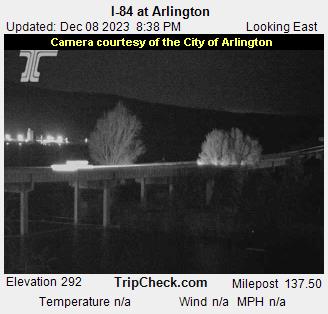 I-84 at Arlington
Updated: Dec 08 2023 8:38 PM Looking East
Camera courtesy of the City of Arlington
Elevation 292 TripCheck.com Milepost 137.50
Temperature n/a Wind n/a MPH n/a